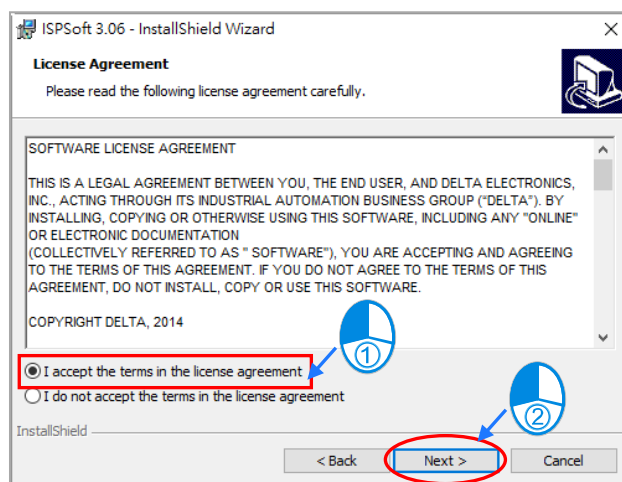 ISPSoft 3.06 - InstallShield Wizard
License Agreement
Please read the following license agreement carefully.
SOFTWARE LICENSE AGREEMENT
THIS IS A LEGAL AGREEMENT BETWEEN YOU, THE END USER, AND DELTA ELECTRONICS,
INC., ACTING THROUGH ITS INDUSTRIAL AUTOMATION BUSINESS GROUP ("DELTA"). BY
INSTALLING, COPYING OR OTHERWISE USING THIS SOFTWARE, INCLUDING ANY "ONLINE"
OR ELECTRONIC DOCUMENTATION
(COLLECTIVELY REFERRED TO AS " SOFTWARE"), YOU ARE ACCEPTING AND AGREEING
TO THE TERMS OF THIS AGREEMENT. IF YOU DO NOT AGREE TO THE TERMS OF THIS
AGREEMENT, DO NOT INSTALL, COPY OR USE THIS SOFTWARE.
COPYRIGHT DELTA, 2014
①
I accept the terms in the license agreement
I do not accept the terms in the license agreement
②
InstallShield
< Back Next > Cancel